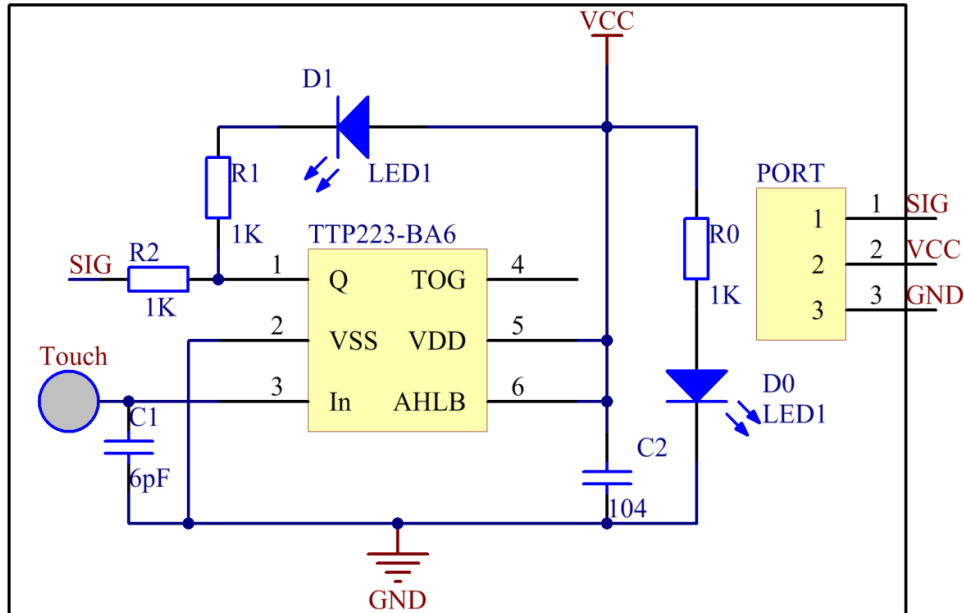 VCC
D1
LED1
R1
1K
PORT
1 1 SIG
2 2 VCC
3 3 GND
R0
1K
TTP223-BA6
SIG R2 1 Q TOG 4
1K
2 VSS VDD 5
Touch
3 In AHLB 6
D0
LED1
C1
6pF
C2
104
GND